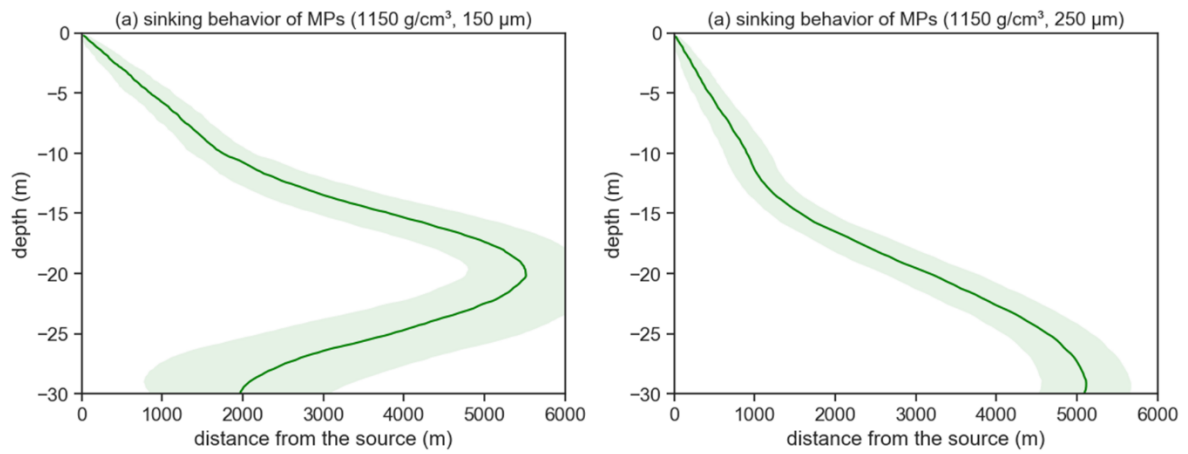 (a) sinking behavior of MPs (1150 g/cm³, 150 µm)
0
−5
−10
−15
−20
−25
−30
depth (m)
0 1000 2000 3000 4000 5000 6000
distance from the source (m)
(a) sinking behavior of MPs (1150 g/cm³, 250 µm)
0
−5
−10
−15
−20
−25
−30
depth (m)
0 1000 2000 3000 4000 5000 6000
distance from the source (m)